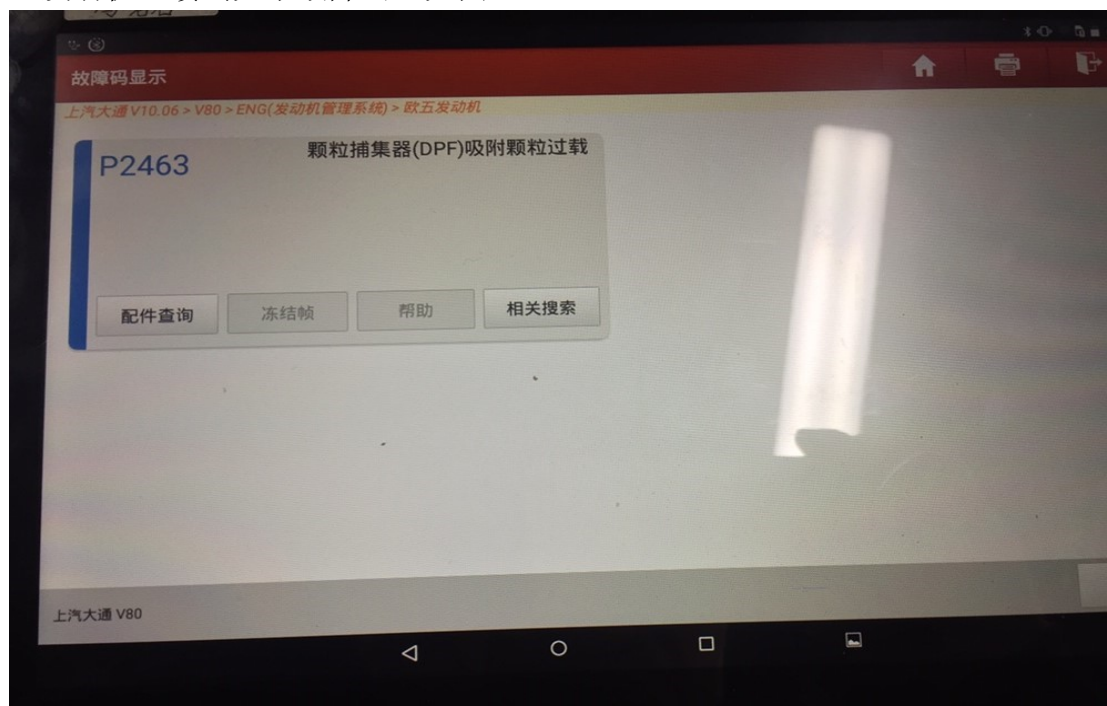 故障码显示
上汽大通 V10.06 > V80 > ENG(发动机管理系统) > 欧五发动机
P2463
颗粒捕集器(DPF)吸附颗粒过载
配件查询
冻结帧
帮助
相关搜索
上汽大通 V80